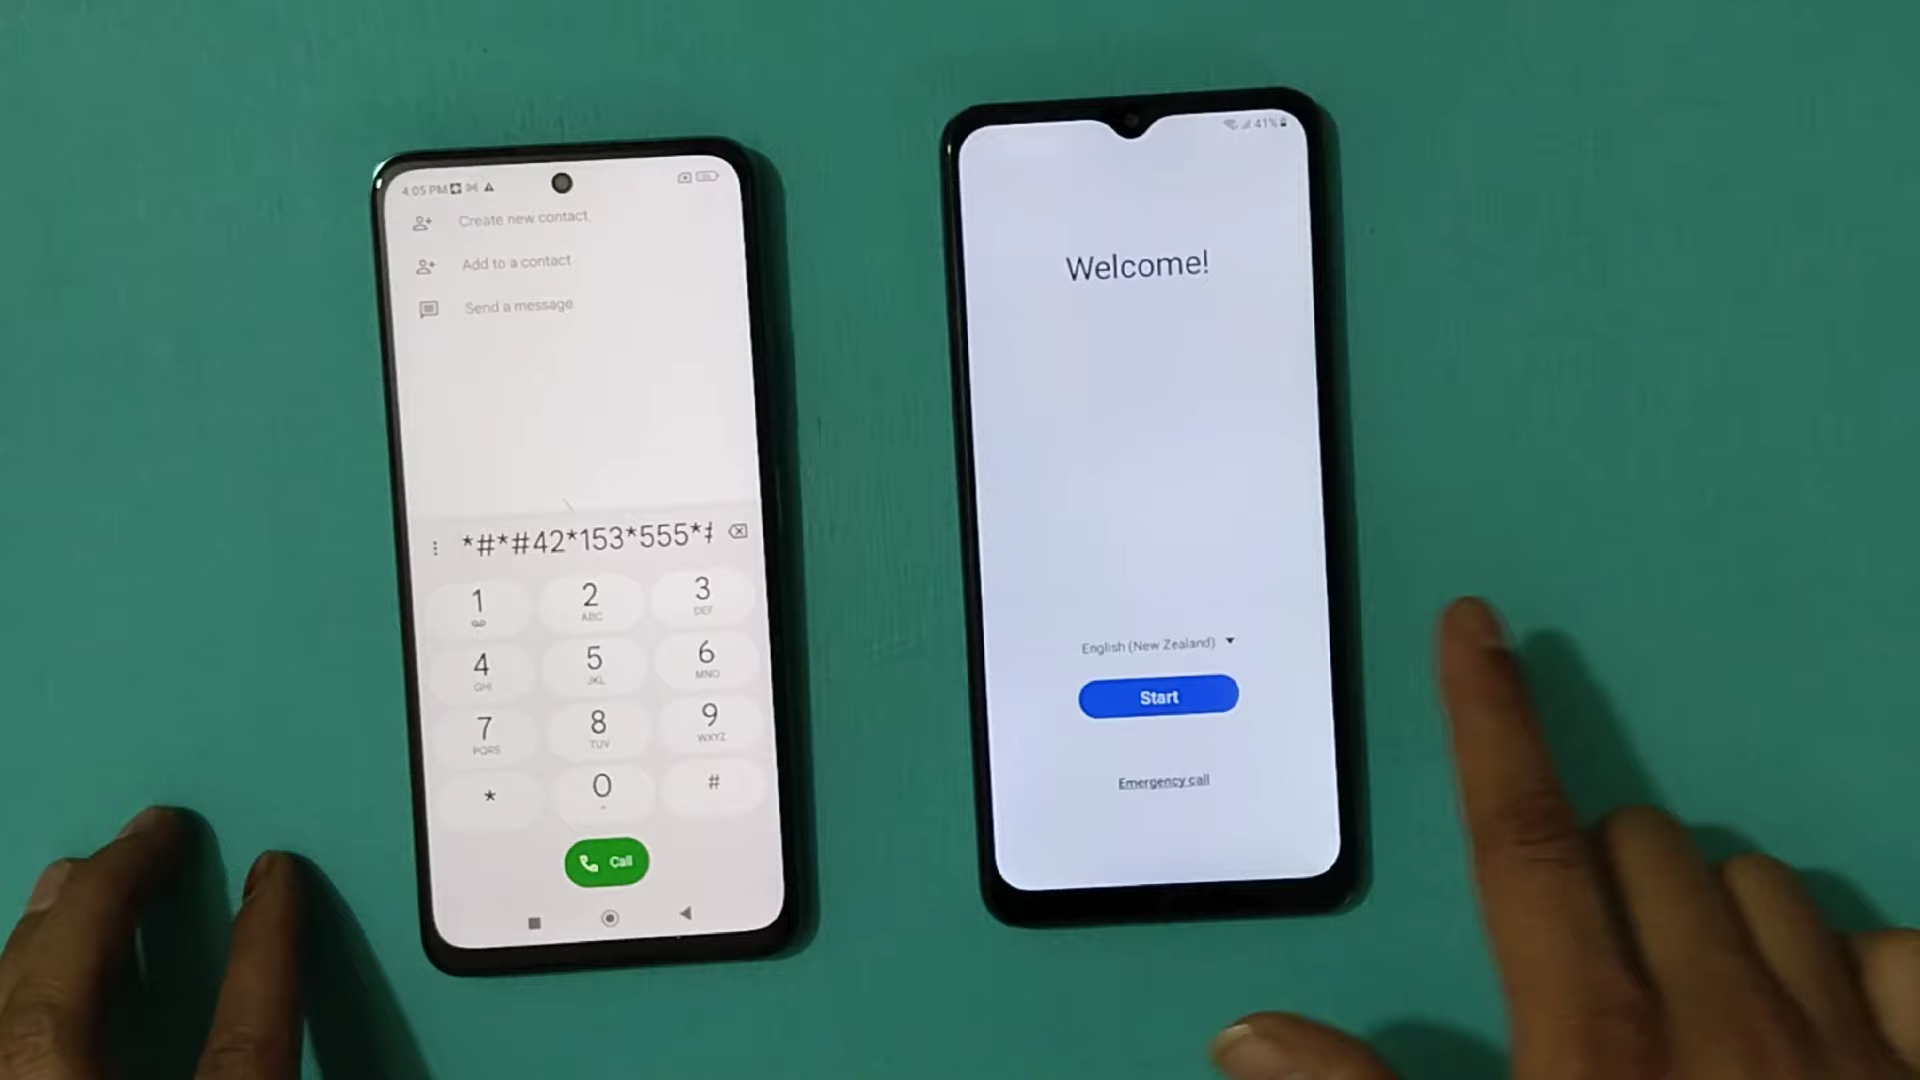 4:05 PM
Create new contact
Add to a contact
Send a message
*#*#42*153*555*#
1
2 ABC
3 DEF
4 GHI
5 JKL
6 MNO
7 PQRS
8 TUV
9 WXYZ
*
0
#
Call
41%
Welcome!
English (New Zealand)
Start
Emergency call